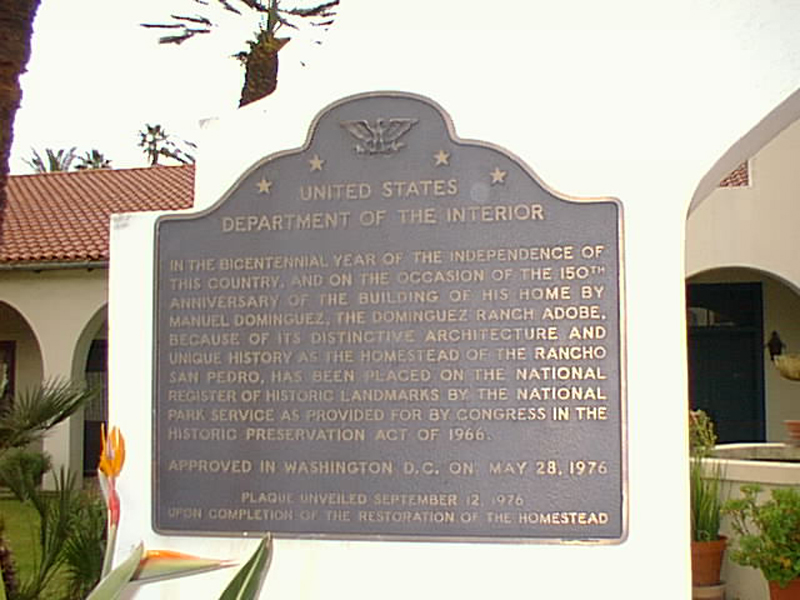 UNITED STATES
DEPARTMENT OF THE INTERIOR
IN THE BICENTENNIAL YEAR OF THE INDEPENDENCE OF
THIS COUNTRY, AND ON THE OCCASION OF THE 150TH
ANNIVERSARY OF THE BUILDING OF HIS HOME BY
MANUEL DOMINGUEZ, THE DOMINGUEZ RANCH ADOBE,
BECAUSE OF ITS DISTINCTIVE ARCHITECTURE AND
UNIQUE HISTORY AS THE HOMESTEAD OF THE RANCHO
SAN PEDRO, HAS BEEN PLACED ON THE NATIONAL
REGISTER OF HISTORIC LANDMARKS BY THE NATIONAL
PARK SERVICE AS PROVIDED FOR BY CONGRESS IN THE
HISTORIC PRESERVATION ACT OF 1966.
APPROVED IN WASHINGTON D.C. ON MAY 28, 1976
PLAQUE UNVEILED SEPTEMBER 12, 1976
UPON COMPLETION OF THE RESTORATION OF THE HOMESTEAD